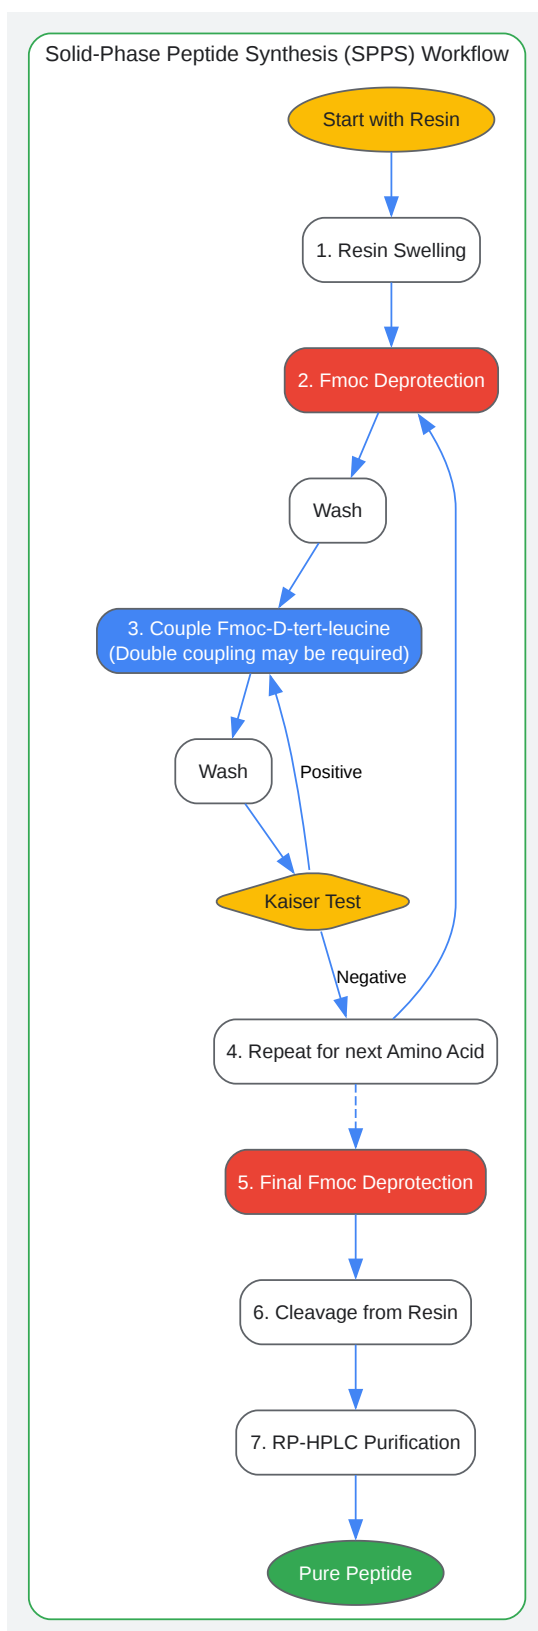 Solid-Phase Peptide Synthesis (SPPS) Workflow
Start with Resin
1. Resin Swelling
2. Fmoc Deprotection
Wash
3. Couple Fmoc-D-tert-leucine
(Double coupling may be required)
Wash
Positive
Kaiser Test
Negative
4. Repeat for next Amino Acid
5. Final Fmoc Deprotection
6. Cleavage from Resin
7. RP-HPLC Purification
Pure Peptide